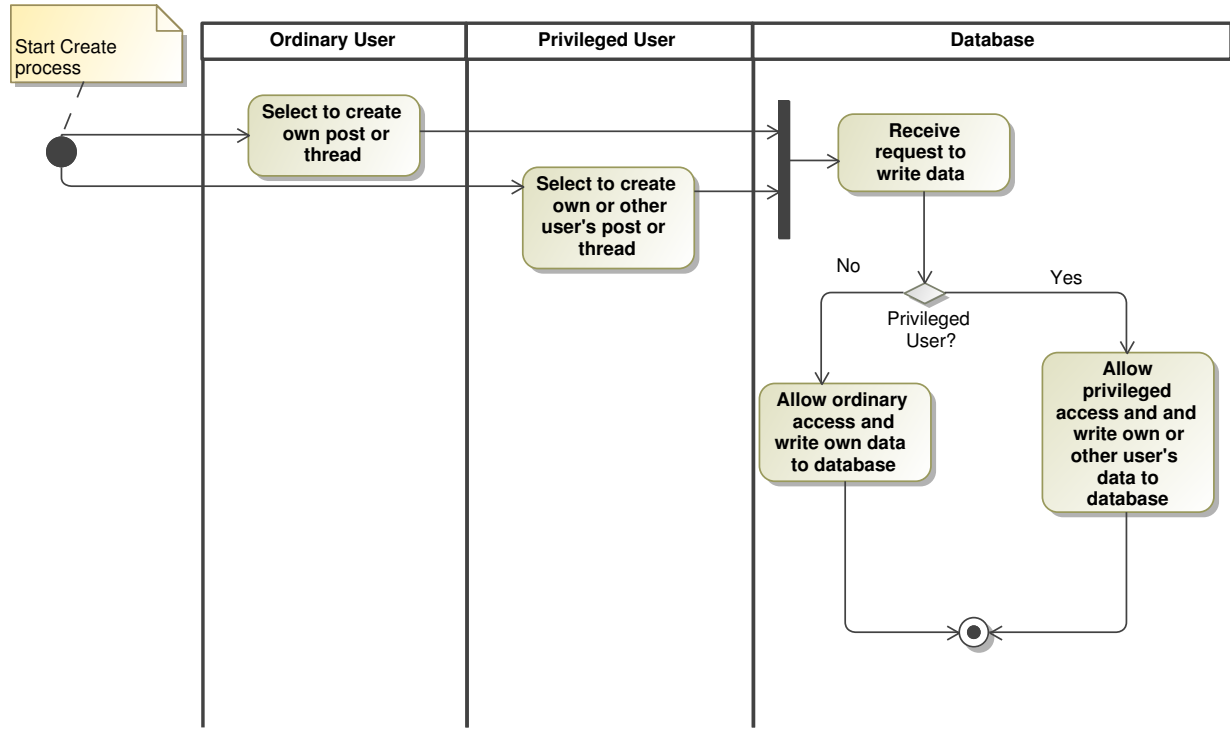 Start Create
process
Ordinary User
Privileged User
Database
Select to create
own post or
thread
Select to create
own or other
user's post or
thread
Receive
request to
write data
No
Yes
Privileged
User?
Allow ordinary
access and
write own data
to database
Allow
privileged
access and and
write own or
other user's
data to
database